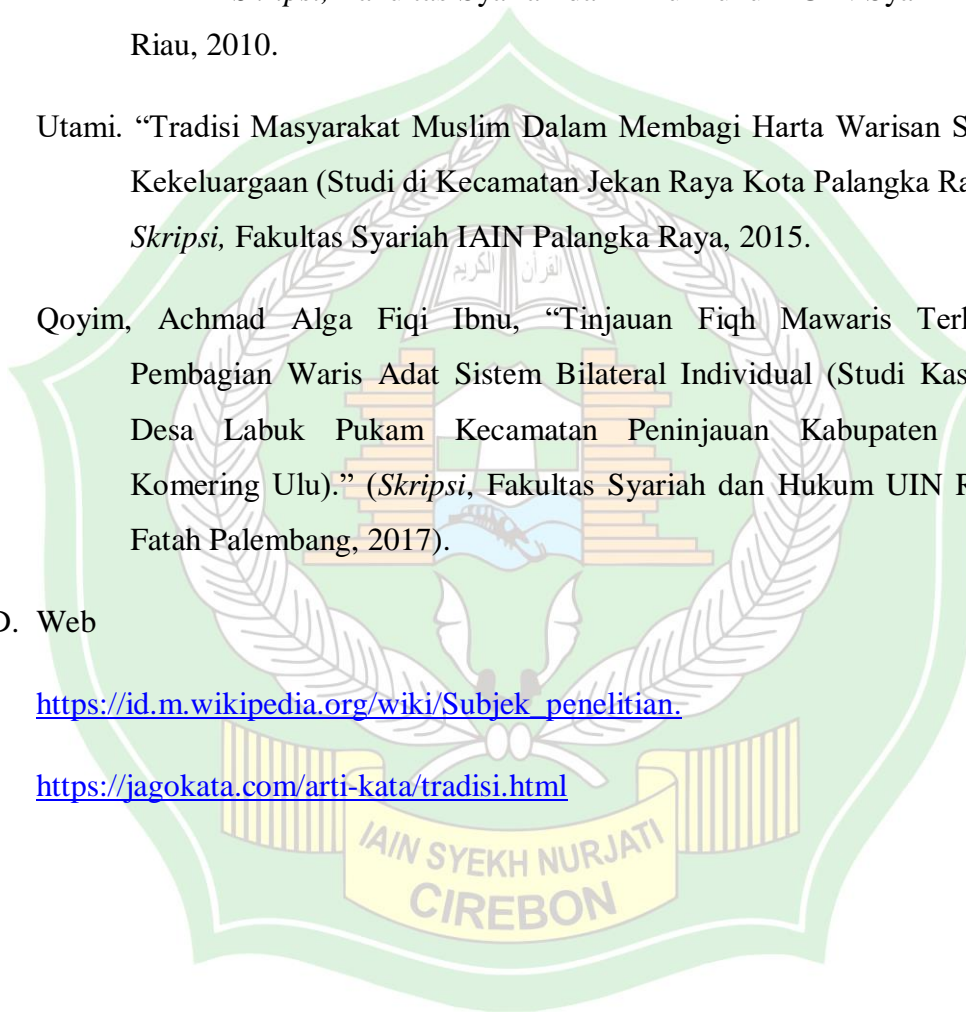 Riau, 2010.
Utami. “Tradisi Masyarakat Muslim Dalam Membagi Harta Warisan
Kekeluargaan (Studi di Kecamatan Jekan Raya Kota Palangka
Skripsi, Fakultas Syariah IAIN Palangka Raya, 2015.
القرآن الكريم
Qoyim, Achmad Alga Fiqi Ibnu, “Tinjauan Fiqh Mawaris
Pembagian Waris Adat Sistem Bilateral Individual (Studi
Desa Labuk Pukam Kecamatan Peninjauan Kabupaten
Komering Ulu).” (Skripsi, Fakultas Syariah dan Hukum UIN
Fatah Palembang, 2017).
D. Web
https://id.m.wikipedia.org/wiki/Subjek_penelitian.
https://jagokata.com/arti-kata/tradisi.html
IAIN SYEKH NURJATI
CIREBON